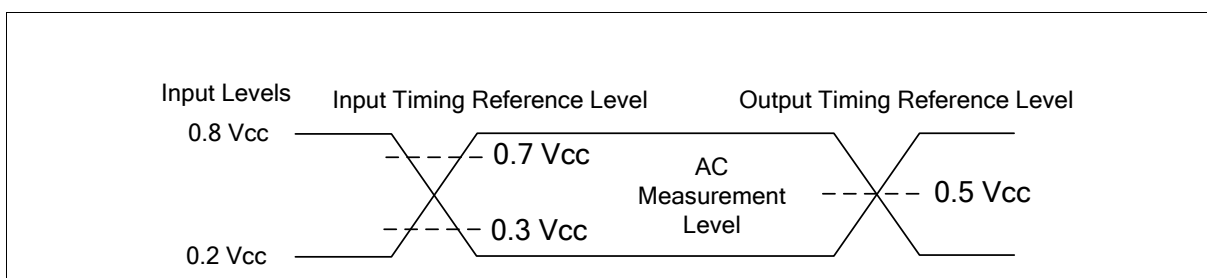 Input Levels
Input Timing Reference Level
Output Timing Reference Level
0.8 Vcc
0.7 Vcc
AC
Measurement
Level
0.5 Vcc
0.3 Vcc
0.2 Vcc